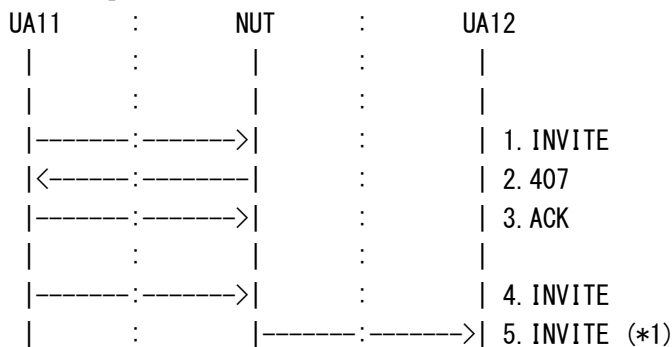 UA11 : NUT : UA12
| : | : |
| : | : |
|-------:------->| : | 1. INVITE
|<------:--------| : | 2. 407
|-------:------->| : | 3. ACK
| : | : |
|-------:------->| : | 4. INVITE
| : |-------:------->| 5. INVITE (*1)